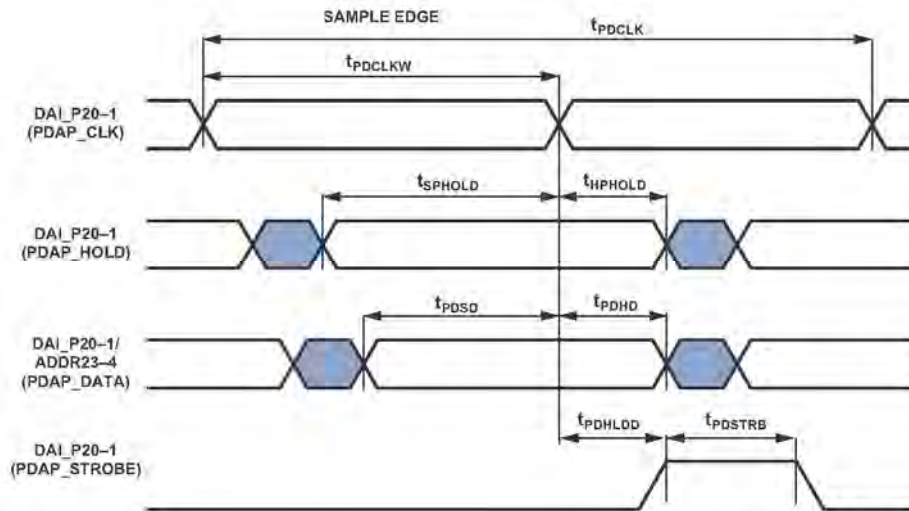 SAMPLE EDGE
tPDCLK
tPDCLKW
DAI_P20–1
(PDAP_CLK)
tSPHOLD
tHPHOLD
DAI_P20–1
(PDAP_HOLD)
tPDSD
tPDHD
DAI_P20–1/
ADDR23–4
(PDAP_DATA)
tPDHLDD
tPDSTRB
DAI_P20–1
(PDAP_STROBE)